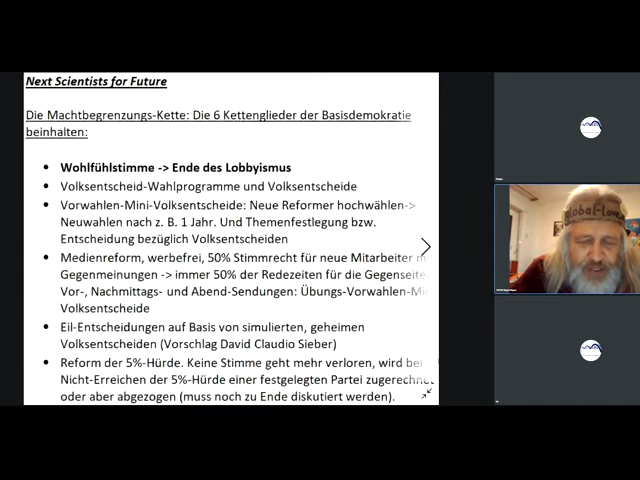 Next Scientists for Future
Die Machtbegrenzungs-Kette: Die 6 Kettenglieder der Basisdemokratie
beinhalten:
• Wohlfühlstimme -> Ende des Lobbyismus
• Volksentscheid-Wahlprogramme und Volksentscheide
• Vorwahlen-Mini-Volksentscheide: Neue Reformer hochwählen->
Neuwahlen nach z. B. 1 Jahr. Und Themenfestlegung bzw.
Entscheidung bezüglich Volksentscheiden
• Medienreform, werbefrei, 50% Stimmrecht für neue Mitarbeiter m
Gegenmeinungen -> immer 50% der Redezeiten für die Gegenseite
Vor-, Nachmittags- und Abend-Sendungen: Übungs-Vorwahlen-Mi
Volksentscheide
• Eil-Entscheidungen auf Basis von simulierten, geheimen
Volksentscheiden (Vorschlag David Claudio Sieber)
• Reform der 5%-Hürde. Keine Stimme geht mehr verloren, wird bei
Nicht-Erreichen der 5%-Hürde einer festgelegten Partei zugerechnet
oder aber abgezogen (muss noch zu Ende diskutiert werden).
global-love